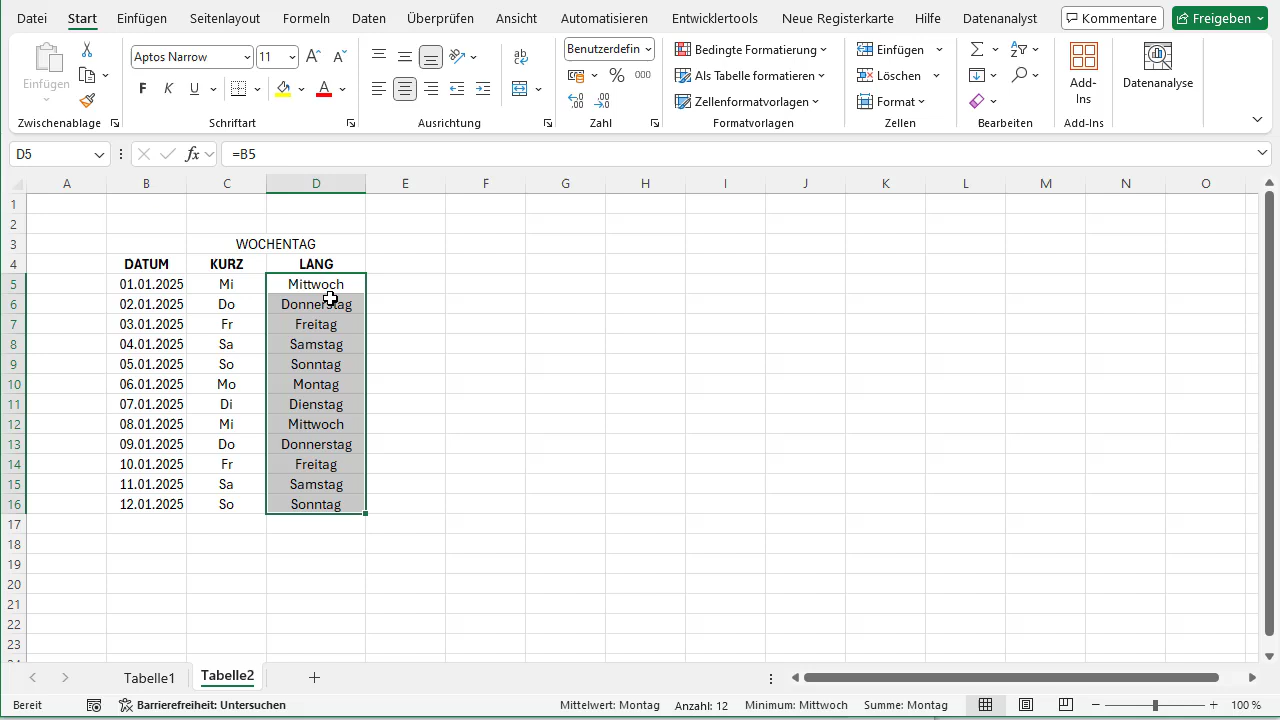 Datei Start Einfügen Seitenlayout Formeln Daten Überprüfen Ansicht Automatisieren Entwicklertools Neue Registerkarte Hilfe Datenanalyst Kommentare Freigeben
Einfügen
Zwischenablage
Aptos Narrow 11
F K U
Schriftart
ab
Ausrichtung
Benutzerdefin
% 000
Zahl
Bedingte Formatierung
Als Tabelle formatieren
Zellenformatvorlagen
Formatvorlagen
Einfügen
Löschen
Format
Zellen
Bearbeiten
Add-
Ins
Add-Ins
Datenanalyse
D5 fx =B5
A B C D E F G H I J K L M N O
1
2
3 WOCHENTAG
4 DATUM KURZ LANG
5 01.01.2025 Mi Mittwoch
6 02.01.2025 Do Donnerstag
7 03.01.2025 Fr Freitag
8 04.01.2025 Sa Samstag
9 05.01.2025 So Sonntag
10 06.01.2025 Mo Montag
11 07.01.2025 Di Dienstag
12 08.01.2025 Mi Mittwoch
13 09.01.2025 Do Donnerstag
14 10.01.2025 Fr Freitag
15 11.01.2025 Sa Samstag
16 12.01.2025 So Sonntag
17
18
19
20
21
22
23
Tabelle1 Tabelle2
Bereit Barrierefreiheit: Untersuchen Mittelwert: Montag Anzahl: 12 Minimum: Mittwoch Summe: Montag 100 %